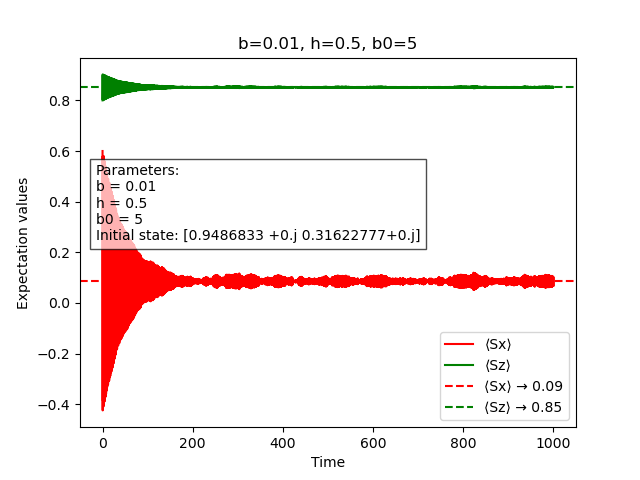 b=0.01, h=0.5, b0=5
Expectation values
0.8
0.6
0.4
0.2
0.0
−0.2
−0.4
Parameters:
b = 0.01
h = 0.5
b0 = 5
Initial state: [0.9486833 +0.j 0.31622777+0.j]
⟨Sx⟩
⟨Sz⟩
⟨Sx⟩ → 0.09
⟨Sz⟩ → 0.85
0
200
400
600
800
1000
Time